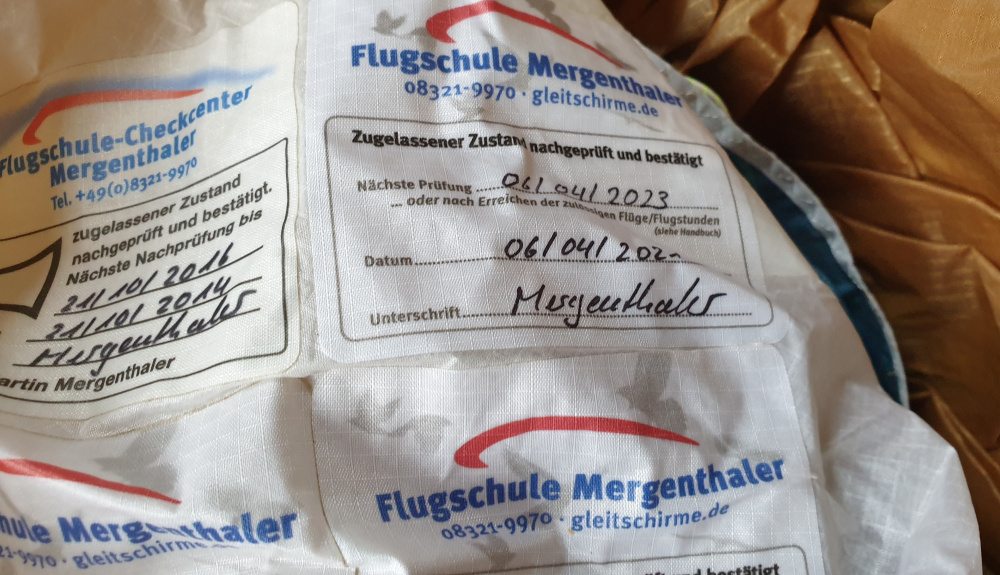 Flugschule-Checkcenter
Mergenthaler
Tel. +49(0)8321-9970
zugelassener Zustand
nachgeprüft und bestätigt.
Nächste Nachprüfung bis
21/10/2016
21/10/2014
Mergenthaler
artin Mergenthaler
Flugschule Mergenthaler
08321-9970 · gleitschirme.de
Zugelassener Zustand nachgeprüft und bestätigt
Nächste Prüfung 06/04/2023
... oder nach Erreichen der zulässigen Flüge/Flugstunden
(siehe Handbuch)
Datum 06/04/202
Unterschrift Mergenthaler
hule Mergenthaler
21-9970 · gleitschirme
Flugschule Mergenthaler
08321-9970 · gleitschirme.de
und bestätigt